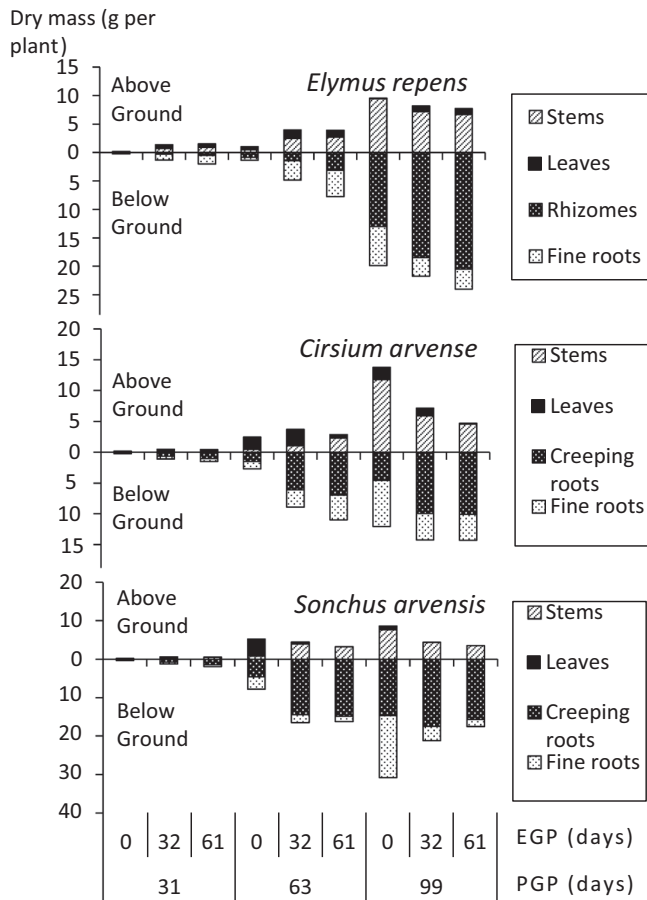 Dry mass (g per
plant)
Elymus repens
15
10
5
0
5
10
15
20
25
Above
Ground
Below
Ground
Stems
Leaves
Rhizomes
Fine roots
Cirsium arvense
20
15
10
5
0
5
10
15
Above
Ground
Below
Ground
Stems
Leaves
Creeping
roots
Fine roots
Sonchus arvensis
20
10
0
10
20
30
40
Above
Ground
Below
Ground
Stems
Leaves
Creeping
roots
Fine roots
0 32 61 0 32 61 0 32 61 EGP (days)
31 63 99 PGP (days)